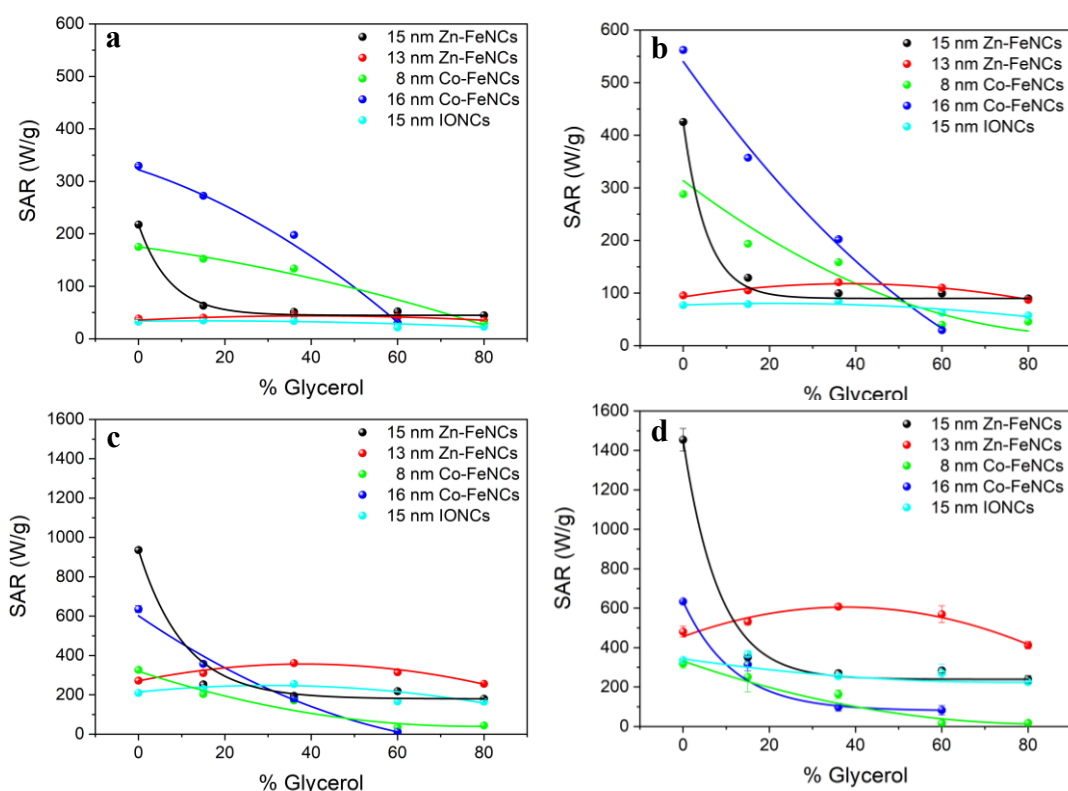 a
600
500
400
300
200
100
0
SAR (W/g)
15 nm Zn-FeNCs
13 nm Zn-FeNCs
8 nm Co-FeNCs
16 nm Co-FeNCs
15 nm IONCs
0 20 40 60 80
% Glycerol
b
600
500
400
300
200
100
0
SAR (W/g)
15 nm Zn-FeNCs
13 nm Zn-FeNCs
8 nm Co-FeNCs
16 nm Co-FeNCs
15 nm IONCs
0 20 40 60 80
% Glycerol
c
1600
1400
1200
1000
800
600
400
200
0
SAR (W/g)
15 nm Zn-FeNCs
13 nm Zn-FeNCs
8 nm Co-FeNCs
16 nm Co-FeNCs
15 nm IONCs
0 20 40 60 80
% Glycerol
d
1600
1400
1200
1000
800
600
400
200
0
SAR (W/g)
15 nm Zn-FeNCs
13 nm Zn-FeNCs
8 nm Co-FeNCs
16 nm Co-FeNCs
15 nm IONCs
0 20 40 60 80
% Glycerol